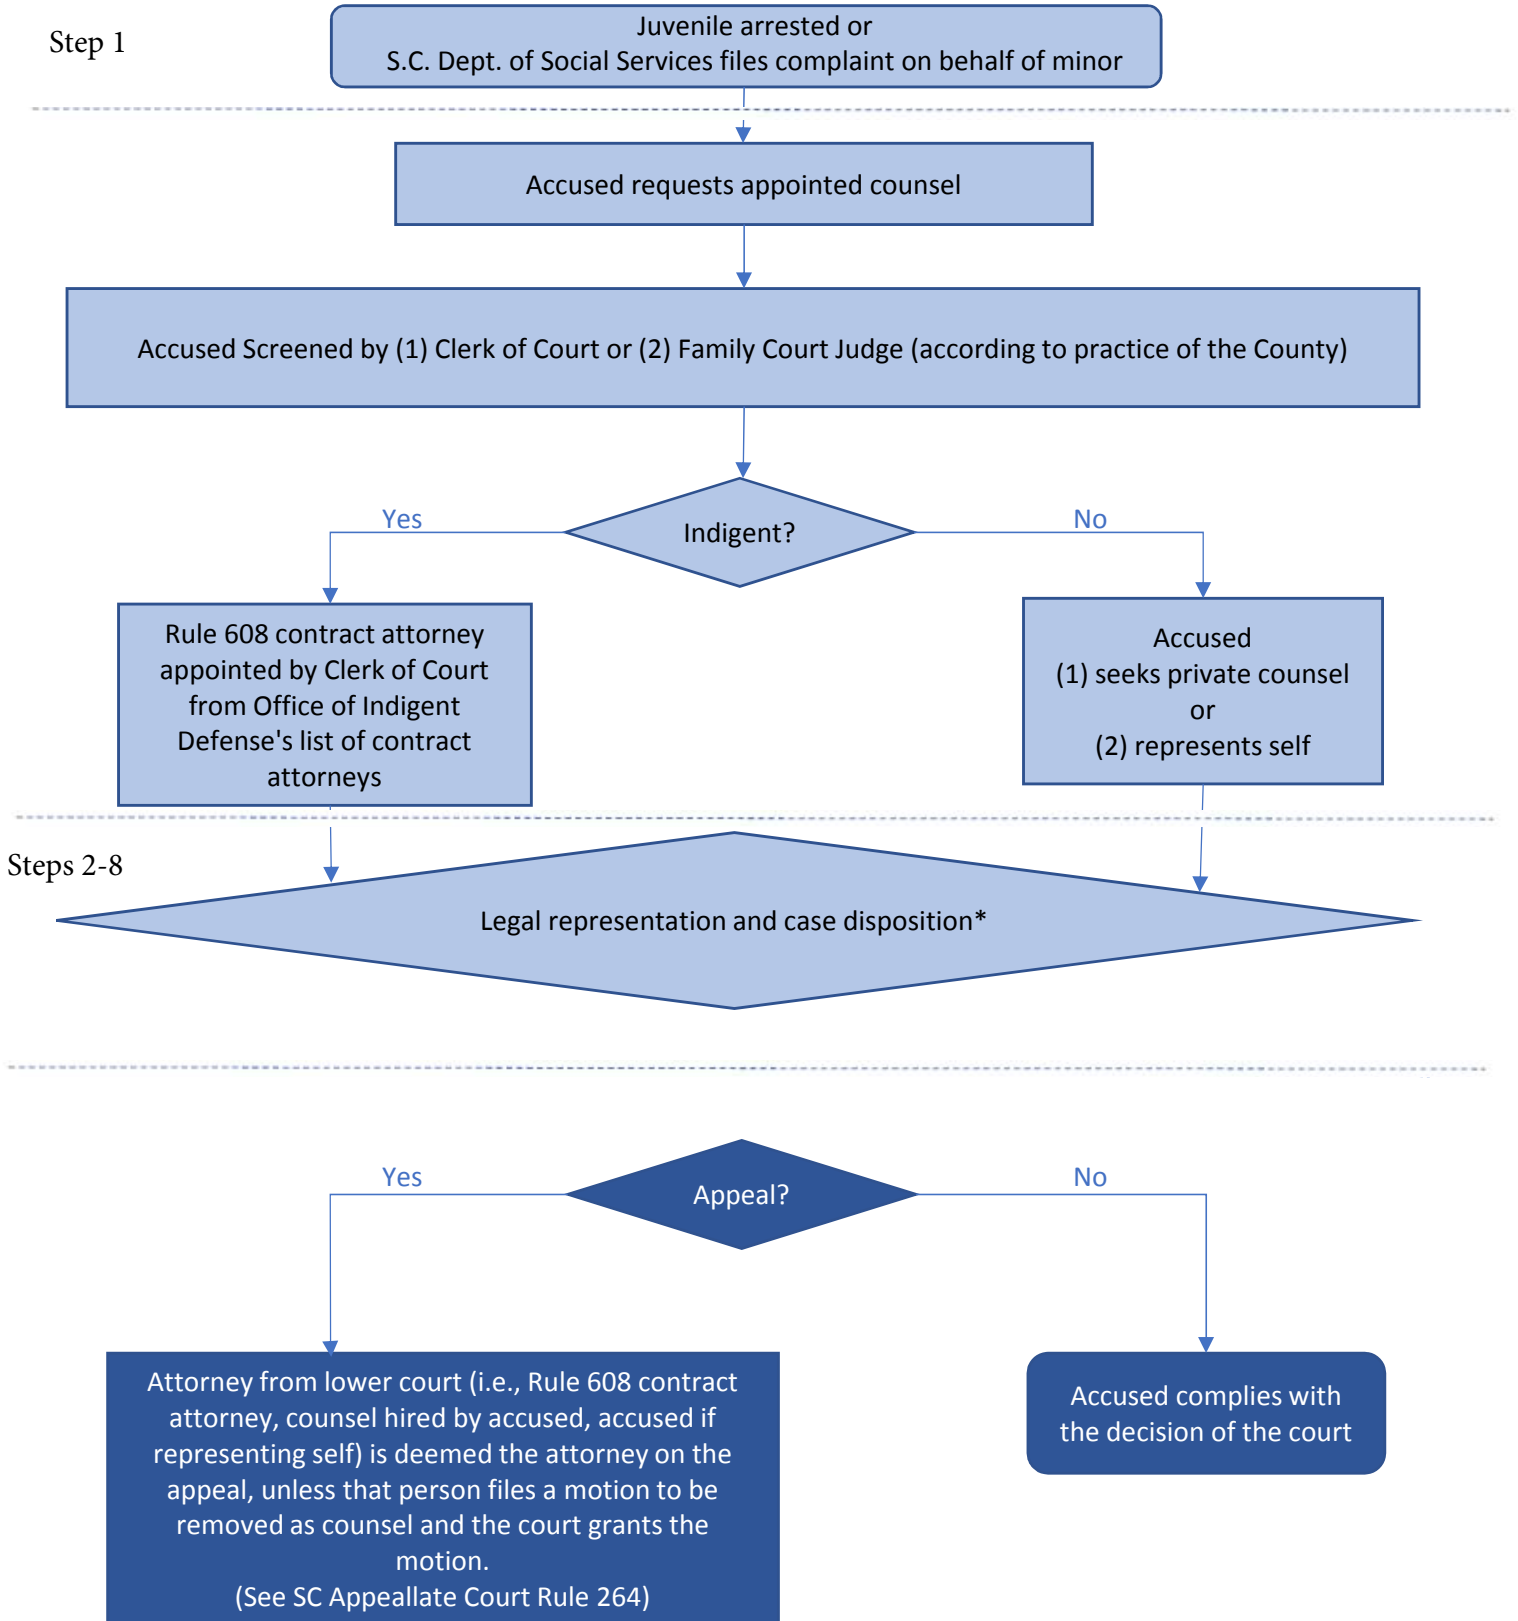 Step 1
Juvenile arrested or
S.C. Dept. of Social Services files complaint on behalf of minor
Accused requests appointed counsel
Accused Screened by (1) Clerk of Court or (2) Family Court Judge (according to practice of the County)
Yes
Indigent?
No
Rule 608 contract attorney
appointed by Clerk of Court
from Office of Indigent
Defense's list of contract
attorneys
Accused
(1) seeks private counsel
or
(2) represents self
Steps 2-8
Legal representation and case disposition*
Yes
Appeal?
No
Attorney from lower court (i.e., Rule 608 contract
attorney, counsel hired by accused, accused if
representing self) is deemed the attorney on the
appeal, unless that person files a motion to be
removed as counsel and the court grants the
motion.
(See SC Appeallate Court Rule 264)
Accused complies with
the decision of the court